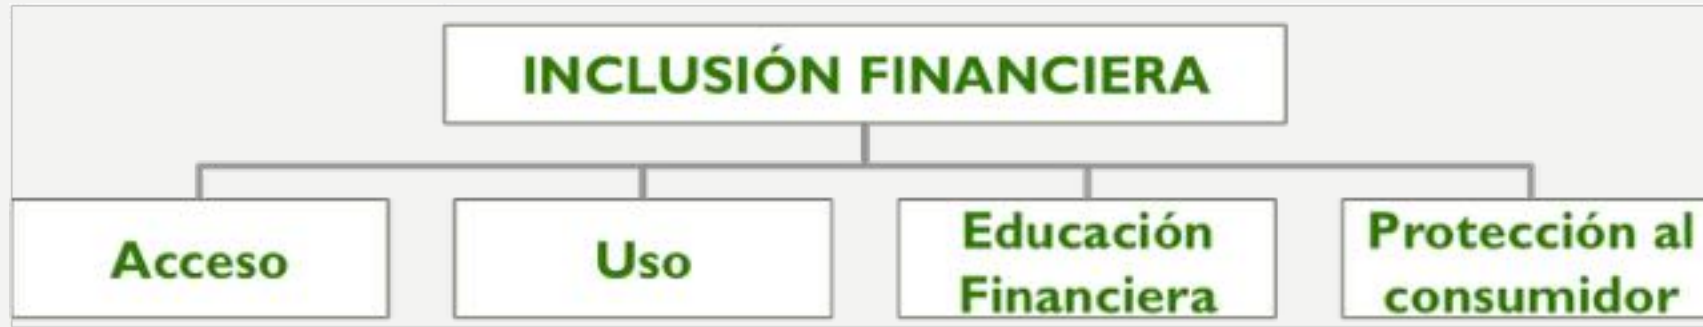 INCLUSIÓN FINANCIERA
Acceso
Uso
Educación
Financiera
Protección al
consumidor